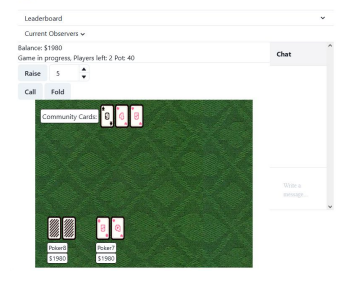 Leaderboard
Current Observers
Balance: $1980
Game in progress, Players left: 2 Pot: 40
Chat
Raise 5
Call Fold
Community Cards:
Write a message...
Poker8 Poker7
$1980 $1980